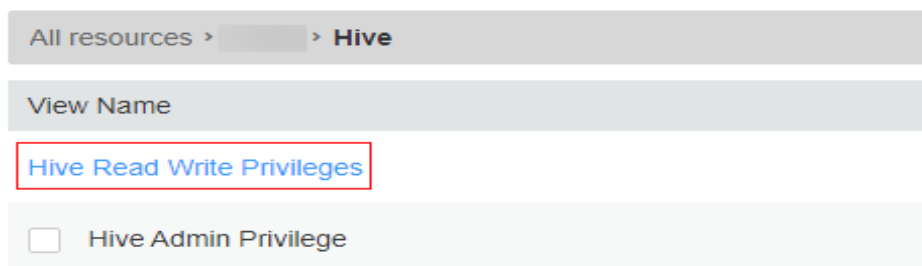 All resources > > Hive
View Name
Hive Read Write Privileges
Hive Admin Privilege